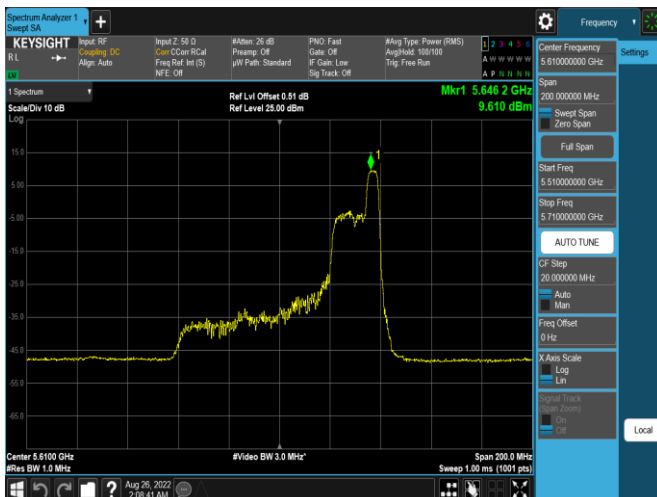 Spectrum Analyzer 1
Swept SA
Frequency
KEYSIGHT
RL
LV
Input: RF
Coupling: DC
Align: Auto
Input Z: 50 Ω
Corr CCorr RCal
Freq Ref: Int (S)
NFE: Off
#Atten: 26 dB
Preamp: Off
µW Path: Standard
PNO: Fast
Gate: Off
IF Gain: Low
Sig Track: Off
#Avg Type: Power (RMS)
Avg|Hold: 100/100
Trig: Free Run
1 2 3 4 5 6
A W W W W W
A P N N N N
1 Spectrum
Scale/Div 10 dB
Log
Ref Lvl Offset 0.51 dB
Ref Level 25.00 dBm
Mkr1 5.646 2 GHz
9.610 dBm
1
15.0
5.00
-5.00
-15.0
-25.0
-35.0
-45.0
-55.0
-65.0
Center 5.6100 GHz
#Res BW 1.0 MHz
#Video BW 3.0 MHz*
Span 200.0 MHz
Sweep 1.00 ms (1001 pts)
Aug 26, 2022
2:08:41 AM
Center Frequency
5.610000000 GHz
Span
200.000000 MHz
Swept Span
Zero Span
Full Span
Start Freq
5.510000000 GHz
Stop Freq
5.710000000 GHz
AUTO TUNE
CF Step
20.000000 MHz
Auto
Man
Freq Offset
0 Hz
X Axis Scale
Log
Lin
Signal Track
(Span Zoom)
On
Off
Settings
Local